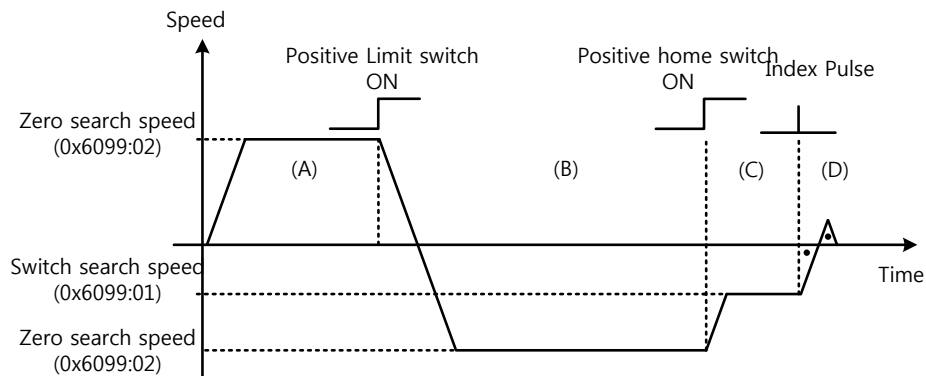 Speed
Positive Limit switch
ON
Positive home switch
ON
Index Pulse
Zero search speed
(0x6099:02)
(A)
(B)
(C)
(D)
Switch search speed
(0x6099:01)
Time
Zero search speed
(0x6099:02)